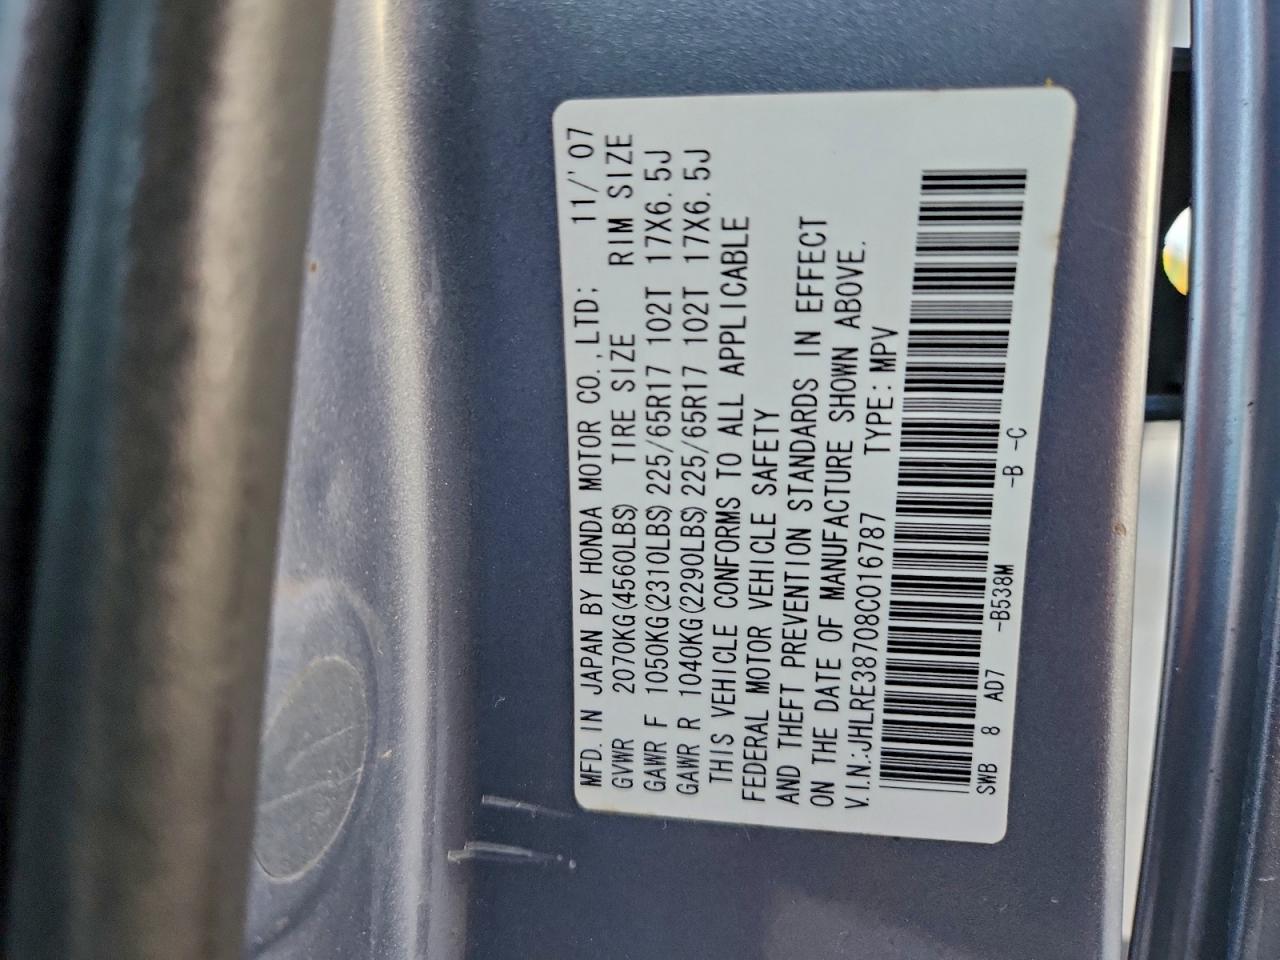 MFD. IN JAPAN BY HONDA MOTOR CO., LTD; 11/'07
GVWR 2070KG(4560LBS) TIRE SIZE RIM SIZE
GAWR F 1050KG(2310LBS) 225/65R17 102T 17X6.5J
GAWR R 1040KG(2290LBS) 225/65R17 102T 17X6.5J
THIS VEHICLE CONFORMS TO ALL APPLICABLE
FEDERAL MOTOR VEHICLE SAFETY
AND THEFT PREVENTION STANDARDS IN EFFECT
ON THE DATE OF MANUFACTURE SHOWN ABOVE.
V.I.N.:JHLRE38708C016787 TYPE:MPV
SWB 8 AD7 -B538M -B -C